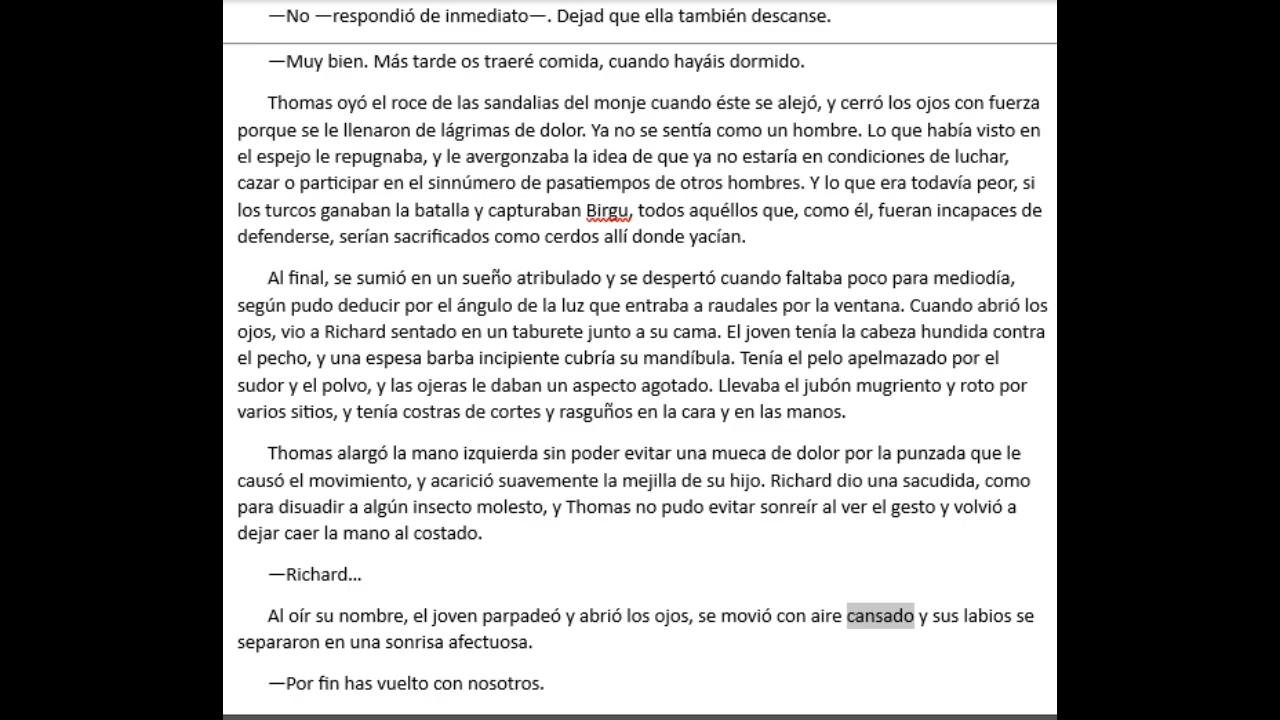 —No —respondió de inmediato—. Dejad que ella también descanse.
—Muy bien. Más tarde os traeré comida, cuando hayáis dormido.
Thomas oyó el roce de las sandalias del monje cuando éste se alejó, y cerró los ojos con fuerza
porque se le llenaron de lágrimas de dolor. Ya no se sentía como un hombre. Lo que había visto en
el espejo le repugnaba, y le avergonzaba la idea de que ya no estaría en condiciones de luchar,
cazar o participar en el sinnúmero de pasatiempos de otros hombres. Y lo que era todavía peor, si
los turcos ganaban la batalla y capturaban Birgu, todos aquéllos que, como él, fueran incapaces de
defenderse, serían sacrificados como cerdos allí donde yacían.
Al final, se sumió en un sueño atribulado y se despertó cuando faltaba poco para mediodía,
según pudo deducir por el ángulo de la luz que entraba a raudales por la ventana. Cuando abrió los
ojos, vio a Richard sentado en un taburete junto a su cama. El joven tenía la cabeza hundida contra
el pecho, y una espesa barba incipiente cubría su mandíbula. Tenía el pelo apelmazado por el
sudor y el polvo, y las ojeras le daban un aspecto agotado. Llevaba el jubón mugriento y roto por
varios sitios, y tenía costras de cortes y rasguños en la cara y en las manos.
Thomas alargó la mano izquierda sin poder evitar una mueca de dolor por la punzada que le
causó el movimiento, y acarició suavemente la mejilla de su hijo. Richard dio una sacudida, como
para disuadir a algún insecto molesto, y Thomas no pudo evitar sonreír al ver el gesto y volvió a
dejar caer la mano al costado.
—Richard...
Al oír su nombre, el joven parpadeó y abrió los ojos, se movió con aire cansado y sus labios se
separaron en una sonrisa afectuosa.
—Por fin has vuelto con nosotros.